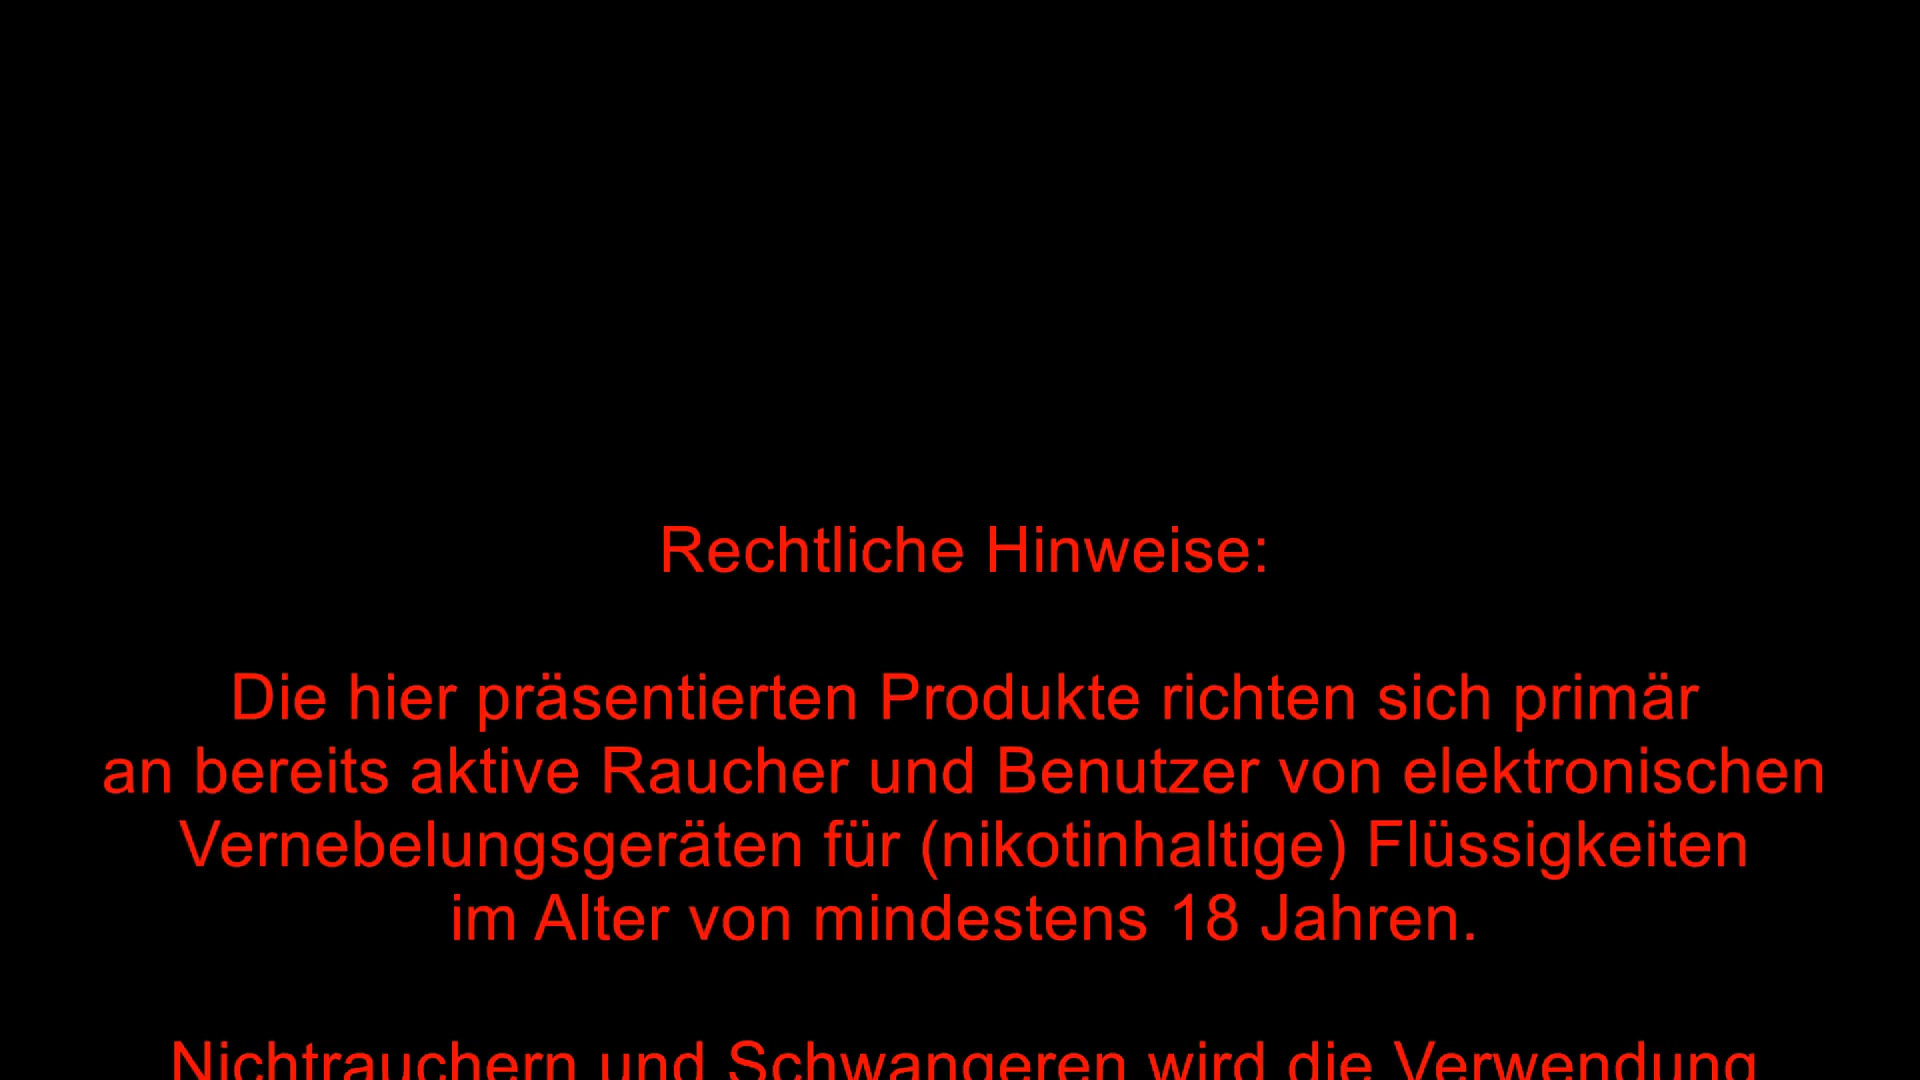 Rechtliche Hinweise:
Die hier präsentierten Produkte richten sich primär
an bereits aktive Raucher und Benutzer von elektronischen
Vernebelungsgeräten für (nikotinhaltige) Flüssigkeiten
im Alter von mindestens 18 Jahren.
Nichtrauchern und Schwangeren wird die Verwendung